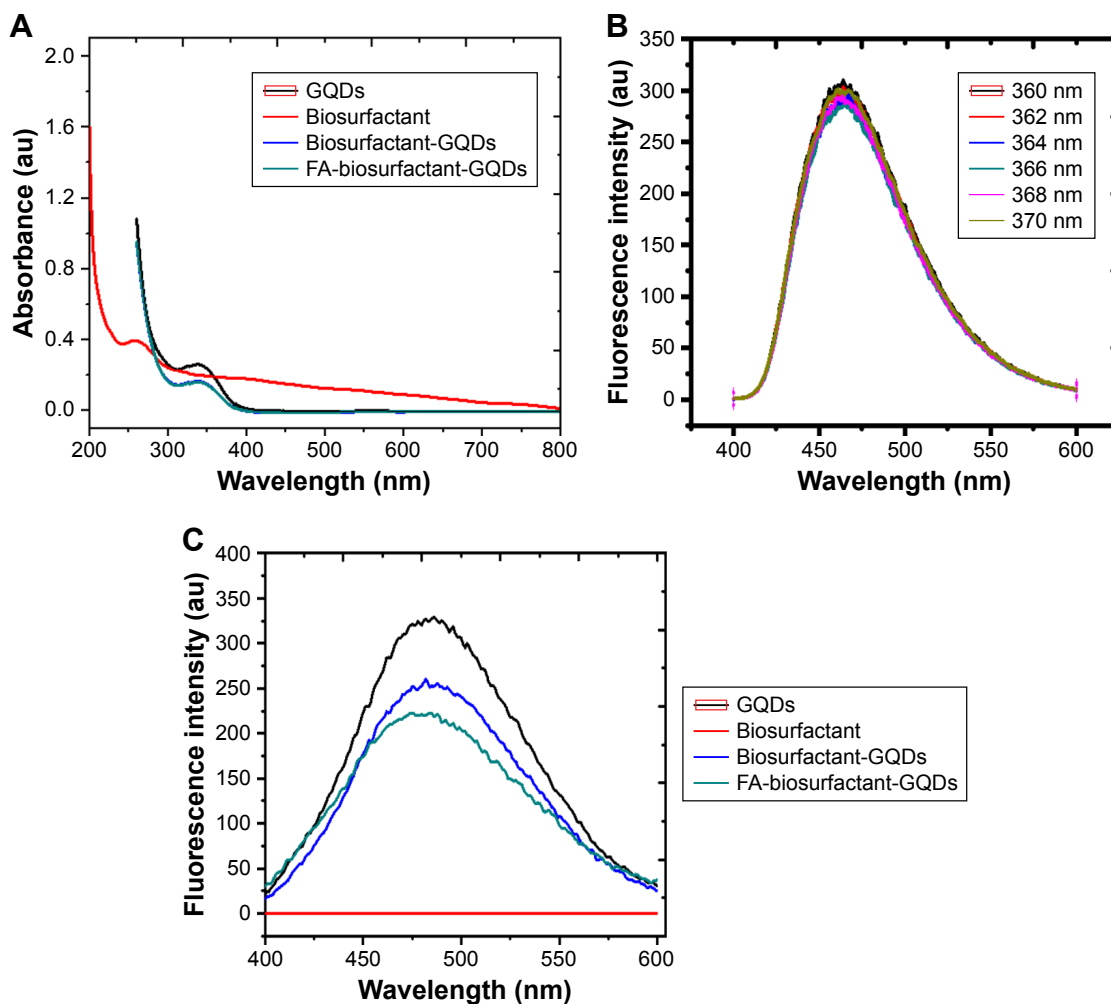 A
2.0
1.6
1.2
0.8
0.4
0.0
Absorbance (au)
GQDs
Biosurfactant
Biosurfactant-GQDs
FA-biosurfactant-GQDs
200 300 400 500 600 700 800
Wavelength (nm)
B
350
300
250
200
150
100
50
0
Fluorescence intensity (au)
360 nm
362 nm
364 nm
366 nm
368 nm
370 nm
400 450 500 550 600
Wavelength (nm)
C
400
350
300
250
200
150
100
50
0
Fluorescence intensity (au)
400 450 500 550 600
Wavelength (nm)
GQDs
Biosurfactant
Biosurfactant-GQDs
FA-biosurfactant-GQDs